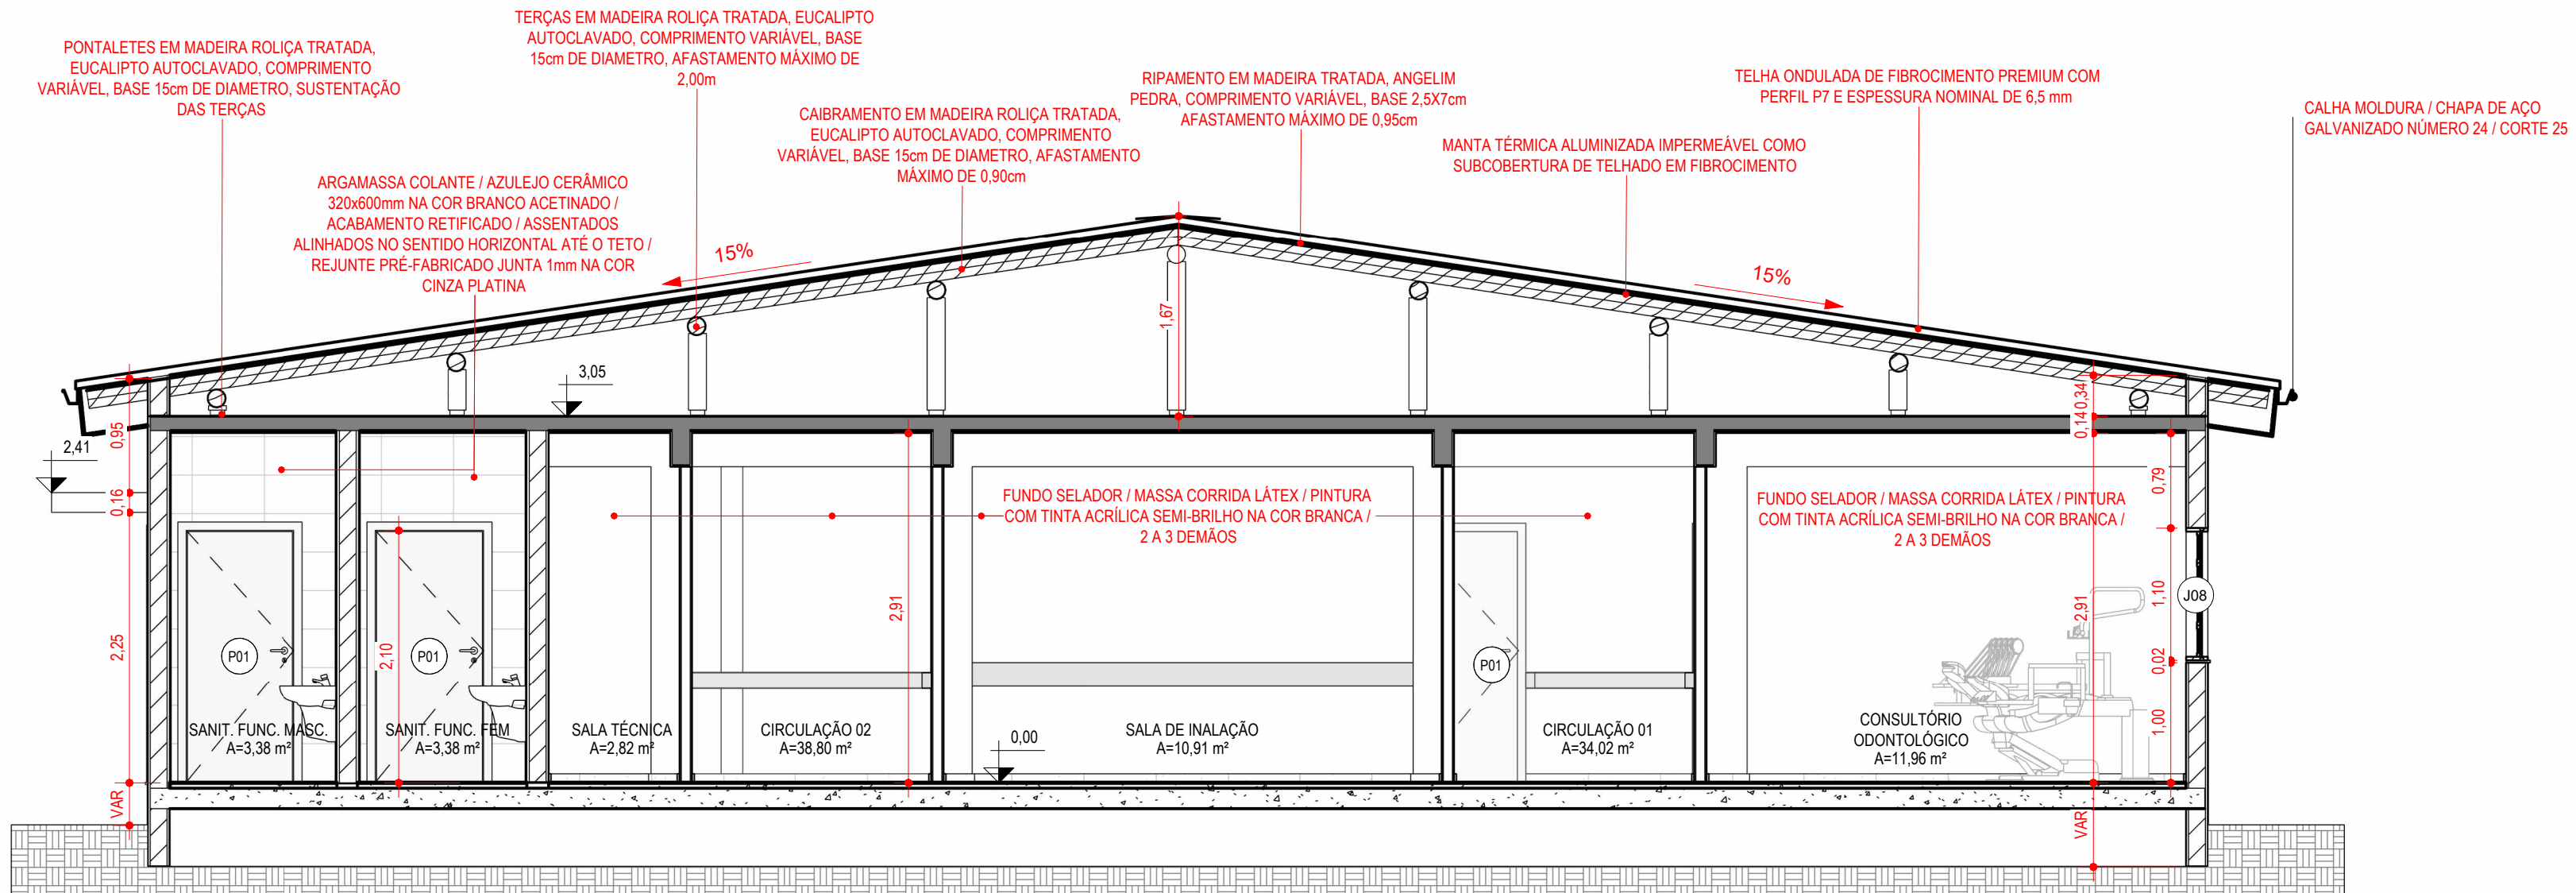 TERÇAS EM MADEIRA ROLIÇA TRATADA, EUCALIPTO
AUTOCLAVADO, COMPRIMENTO VARIÁVEL, BASE
15cm DE DIAMETRO, AFASTAMENTO MÁXIMO DE
2,00m
PONTALETES EM MADEIRA ROLIÇA TRATADA,
EUCALIPTO AUTOCLAVADO, COMPRIMENTO
VARIÁVEL, BASE 15cm DE DIAMETRO, SUSTENTAÇÃO
DAS TERÇAS
RIPAMENTO EM MADEIRA TRATADA, ANGELIM
PEDRA, COMPRIMENTO VARIÁVEL, BASE 2,5X7cm
AFASTAMENTO MÁXIMO DE 0,95cm
TELHA ONDULADA DE FIBROCIMENTO PREMIUM COM
PERFIL P7 E ESPESSURA NOMINAL DE 6,5 mm
CALHA MOLDURA / CHAPA DE AÇO
GALVANIZADO NÚMERO 24 / CORTE 25
CAIBRAMENTO EM MADEIRA ROLIÇA TRATADA,
EUCALIPTO AUTOCLAVADO, COMPRIMENTO
VARIÁVEL, BASE 15cm DE DIAMETRO, AFASTAMENTO
MÁXIMO DE 0,90cm
MANTA TÉRMICA ALUMINIZADA IMPERMEÁVEL COMO
SUBCOBERTURA DE TELHADO EM FIBROCIMENTO
ARGAMASSA COLANTE / AZULEJO CERÂMICO
320x600mm NA COR BRANCO ACETINADO /
ACABAMENTO RETIFICADO / ASSENTADOS
ALINHADOS NO SENTIDO HORIZONTAL ATÉ O TETO /
REJUNTE PRÉ-FABRICADO JUNTA 1mm NA COR
CINZA PLATINA
15%
15%
1,67
3,05
0,34
0,14
0,95
2,41
0,16
0,79
FUNDO SELADOR / MASSA CORRIDA LÁTEX / PINTURA
COM TINTA ACRÍLICA SEMI-BRILHO NA COR BRANCA /
2 A 3 DEMÃOS
FUNDO SELADOR / MASSA CORRIDA LÁTEX / PINTURA
COM TINTA ACRÍLICA SEMI-BRILHO NA COR BRANCA /
2 A 3 DEMÃOS
2,25
P01
2,10
P01
2,91
P01
2,91
1,10
J08
0,02
1,00
SANIT. FUNC. MASC.
A=3,38 m²
SANIT. FUNC. FEM
A=3,38 m²
SALA TÉCNICA
A=2,82 m²
CIRCULAÇÃO 02
A=38,80 m²
0,00
SALA DE INALAÇÃO
A=10,91 m²
CIRCULAÇÃO 01
A=34,02 m²
CONSULTÓRIO
ODONTOLÓGICO
A=11,96 m²
VAR
VAR